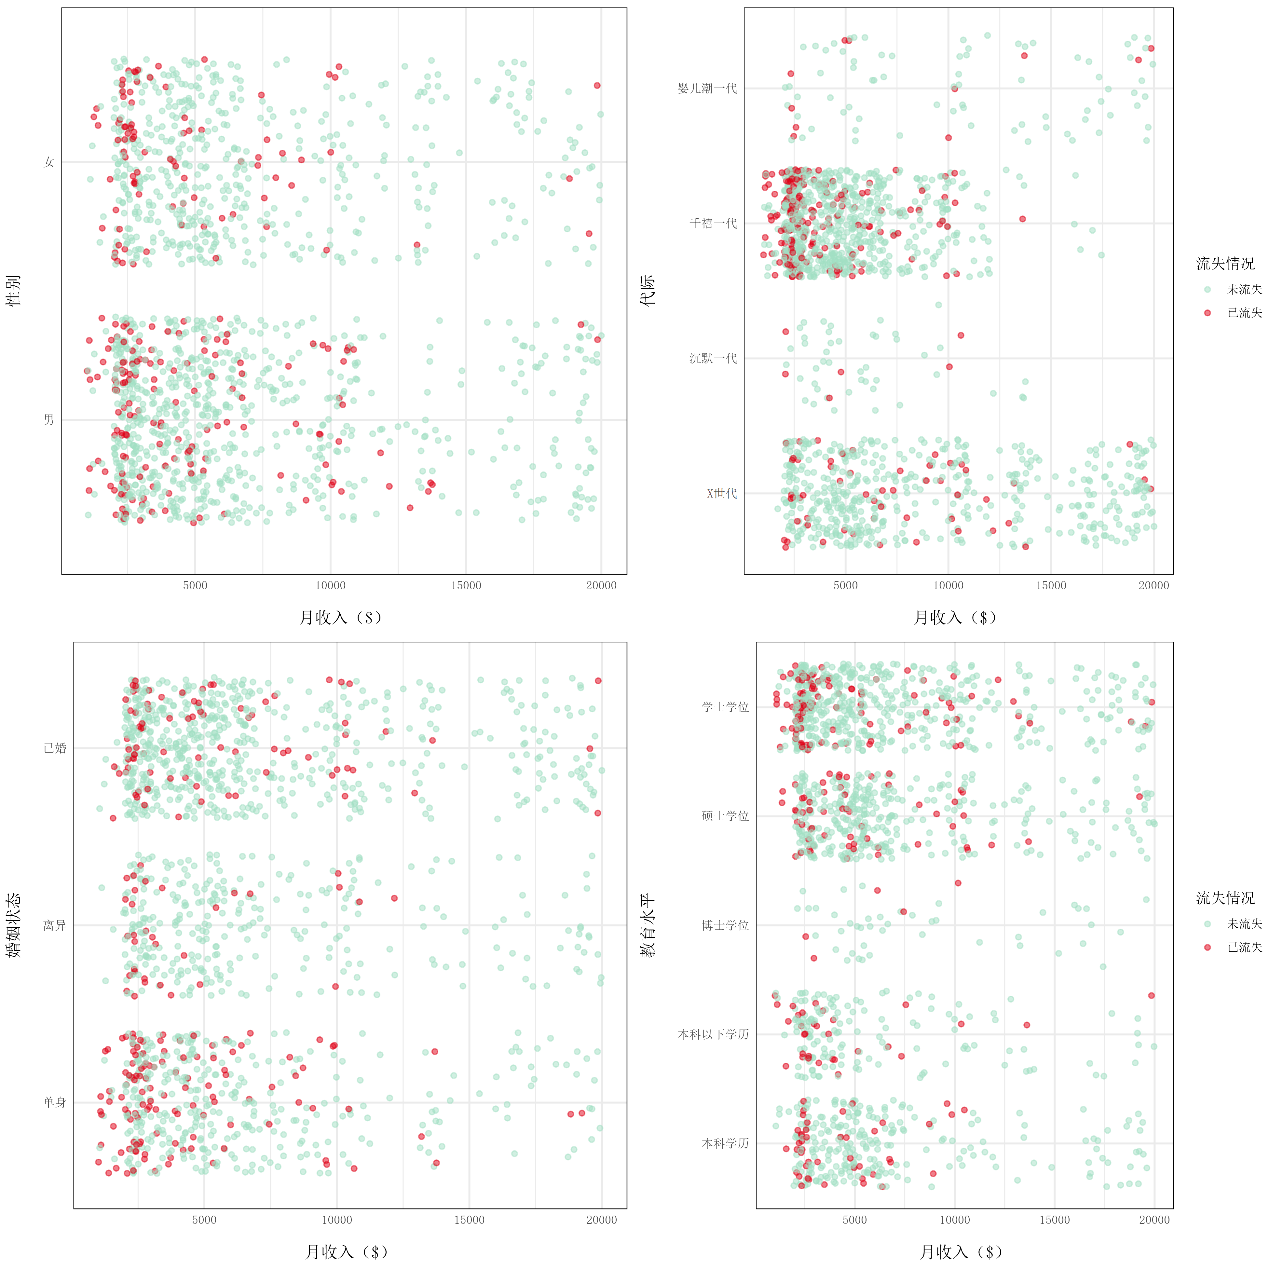 性别
女
男
5000
10000
15000
20000
月收入（$）
代际
婴儿潮一代
千禧一代
沉默一代
X世代
5000
10000
15000
20000
月收入（$）
流失情况
未流失
已流失
婚姻状态
已婚
离异
单身
5000
10000
15000
20000
月收入（$）
教育水平
学士学位
硕士学位
博士学位
本科以下学历
本科学历
5000
10000
15000
20000
月收入（$）
流失情况
未流失
已流失